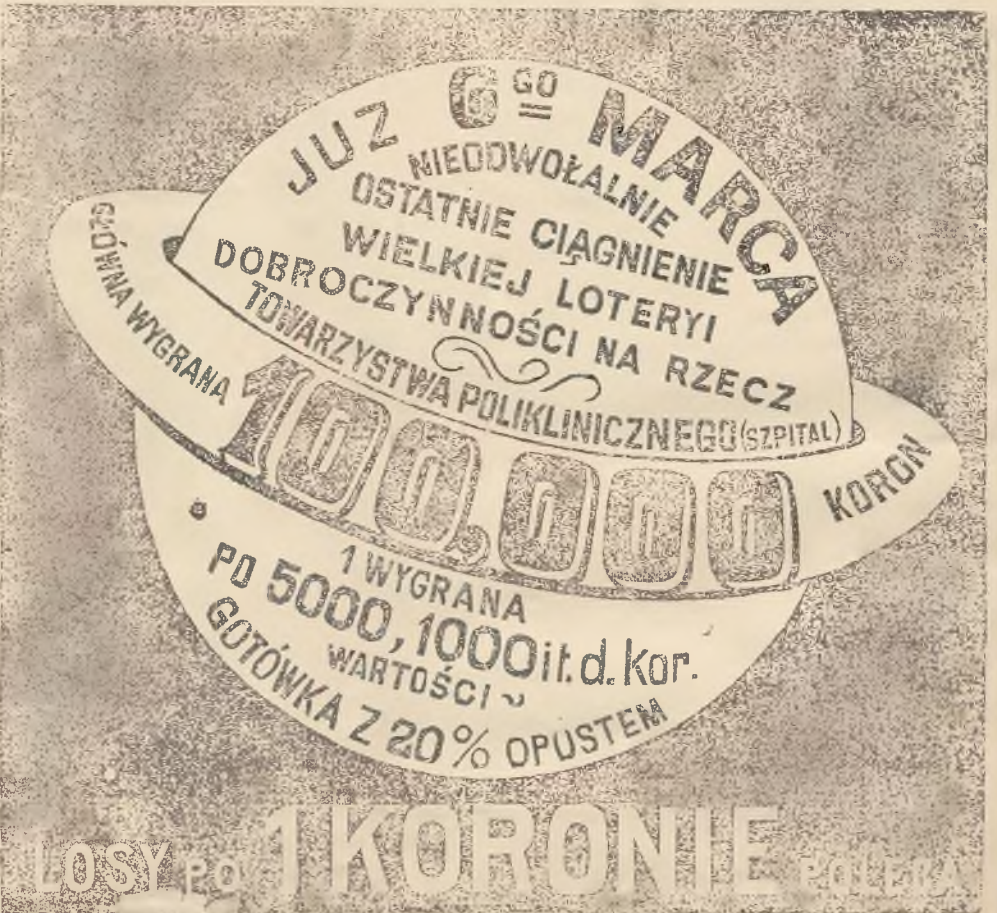 JUZ 6GO MARCA
NIEODWOŁALNIE
OSTATNIE CIĄGNIENIE
WIELKIEJ LOTERYI
DOBROCZYNNOŚCI NA RZECZ
TOWARZYSTWA POLIKLINICZNEGO (SZPITAL)
GŁÓWNA WYGRANA 100,000 KORON
1 WYGRANA
PO 5000, 1000 i t. d. kor.
WARTOŚCI
GOTÓWKA Z 20% OPUSTEM
LOSY PO 1 KORONIE POLECA